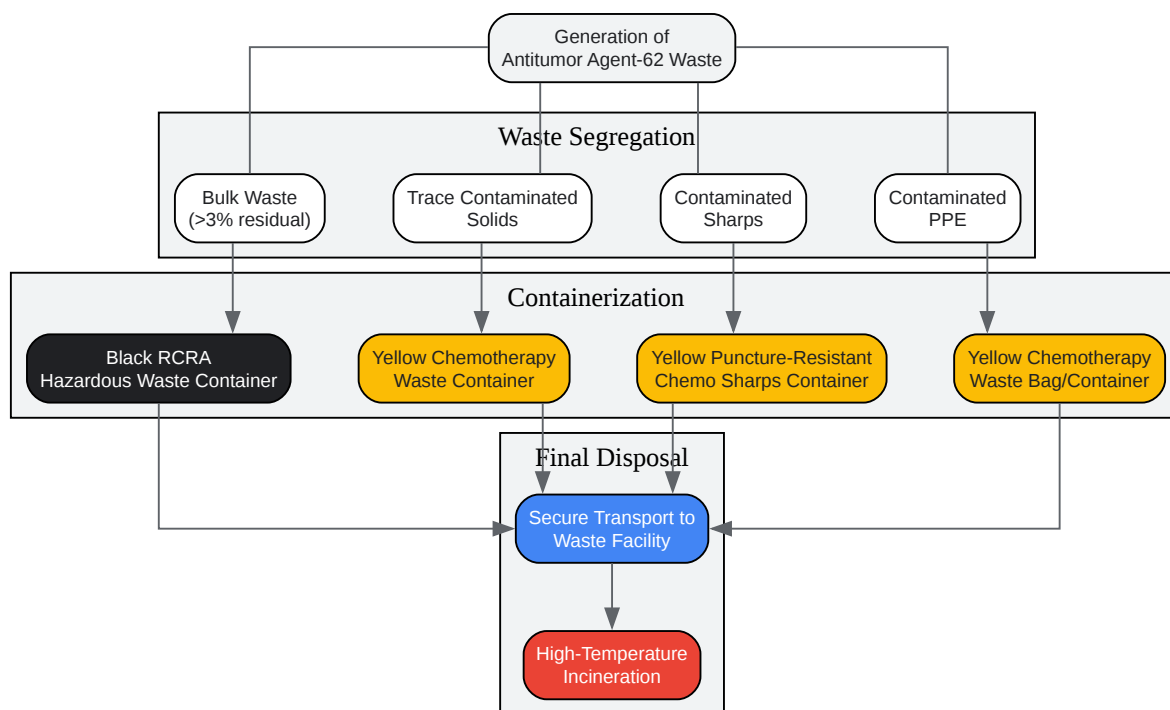 Generation of
Antitumor Agent-62 Waste
Waste Segregation
Bulk Waste
(>3% residual)
Trace Contaminated
Solids
Contaminated
Sharps
Contaminated
PPE
Containerization
Black RCRA
Hazardous Waste Container
Yellow Chemotherapy
Waste Container
Yellow Puncture-Resistant
Chemo Sharps Container
Yellow Chemotherapy
Waste Bag/Container
Final Disposal
Secure Transport to
Waste Facility
High-Temperature
Incineration